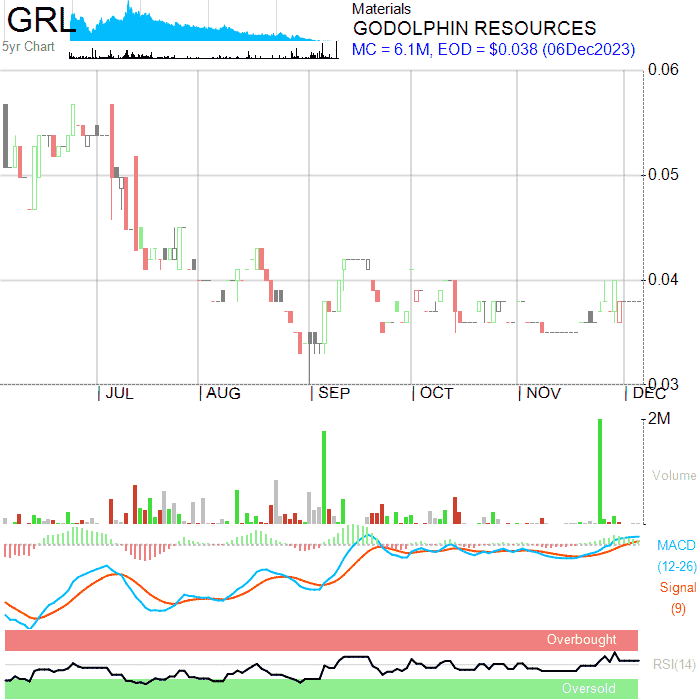 GRL
5yr Chart
Materials
GODOLPHIN RESOURCES
MC = 6.1M, EOD = $0.038 (06Dec2023)
0.06
0.05
0.04
0.03
JUL AUG SEP OCT NOV DEC
2M
Volume
MACD
(12-26)
Signal
(9)
Overbought
RSI(14)
Oversold